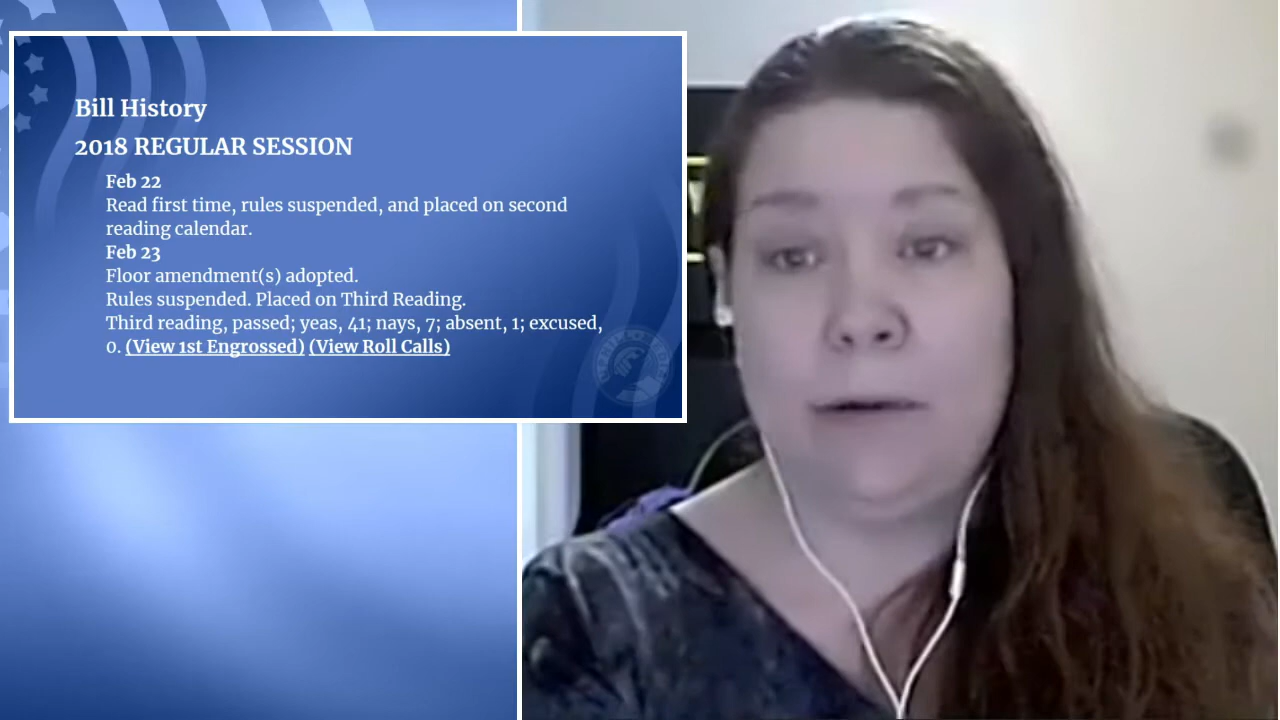 Bill History
2018 REGULAR SESSION
Feb 22
Read first time, rules suspended, and placed on second
reading calendar.
Feb 23
Floor amendment(s) adopted.
Rules suspended. Placed on Third Reading.
Third reading, passed; yeas, 41; nays, 7; absent, 1; excused,
0. (View 1st Engrossed) (View Roll Calls)